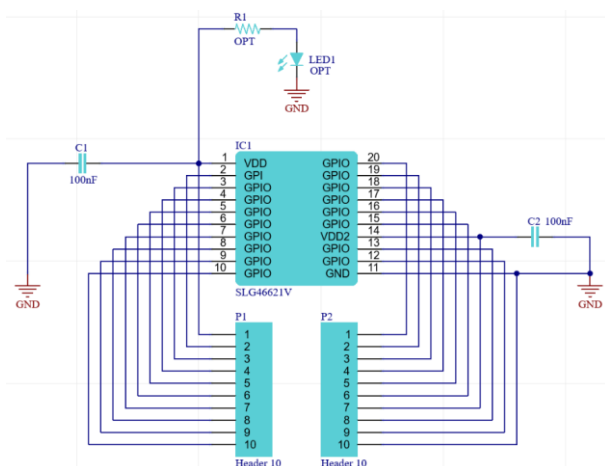 R1
OPT
LED1
OPT
GND
C1
100nF
GND
IC1
1 VDD GPIO 20
2 GPI GPIO 19
3 GPIO GPIO 18
4 GPIO GPIO 17
5 GPIO GPIO 16
6 GPIO GPIO 15
7 GPIO VDD2 14
8 GPIO GPIO 13
9 GPIO GPIO 12
10 GPIO GND 11
SLG46621V
C2 100nF
GND
P1
1
2
3
4
5
6
7
8
9
10
Header 10
P2
1
2
3
4
5
6
7
8
9
10
Header 10